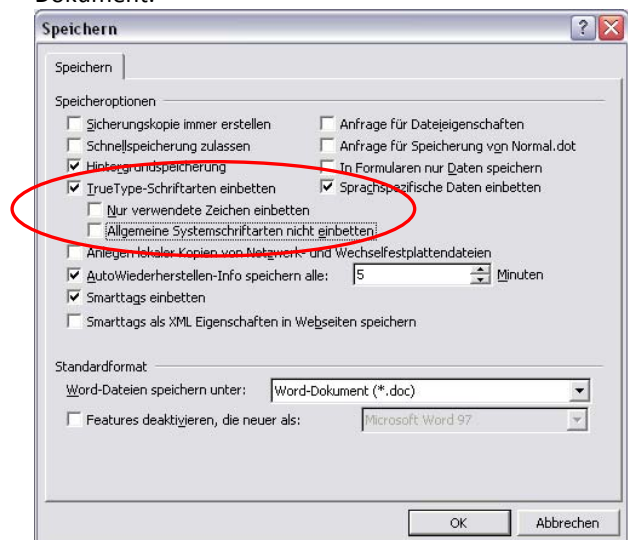 Dokument.
Speichern
Speichern
Speicheroptionen
Sicherungskopie immer erstellen
Anfrage für Dateieigenschaften
Schnellspeicherung zulassen
Anfrage für Speicherung von Normal.dot
Hintergrundspeicherung
In Formularen nur Daten speichern
TrueType-Schriftarten einbetten
Sprachspezifische Daten einbetten
Nur verwendete Zeichen einbetten
Allgemeine Systemschriftarten nicht einbetten
Anlegen lokaler Kopien von Netzwerk- und Wechselfestplattendateien
AutoWiederherstellen-Info speichern alle: 5 Minuten
Smarttags einbetten
Smarttags als XML Eigenschaften in Webseiten speichern
Standardformat
Word-Dateien speichern unter: Word-Dokument (*.doc)
Features deaktivieren, die neuer als: Microsoft Word 97
OK Abbrechen